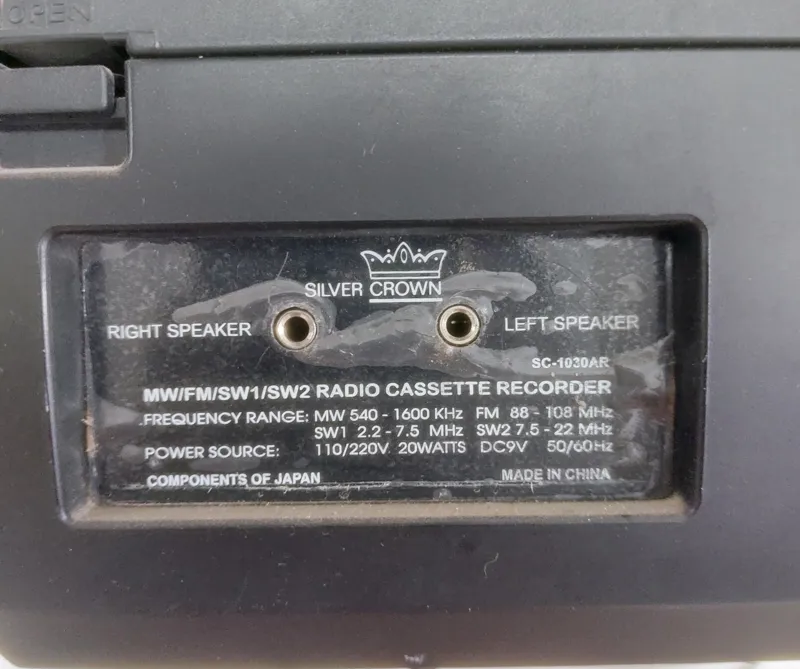 OPEN
SILVER CROWN
RIGHT SPEAKER
LEFT SPEAKER
SC-1030AR
MW/FM/SW1/SW2 RADIO CASSETTE RECORDER
FREQUENCY RANGE: MW 540 - 1600 KHz FM 88 - 108 MHz
SW1 2.2 - 7.5 MHz SW2 7.5 - 22 MHz
POWER SOURCE: 110/220V 20WATTS DC9V 50/60Hz
COMPONENTS OF JAPAN
MADE IN CHINA